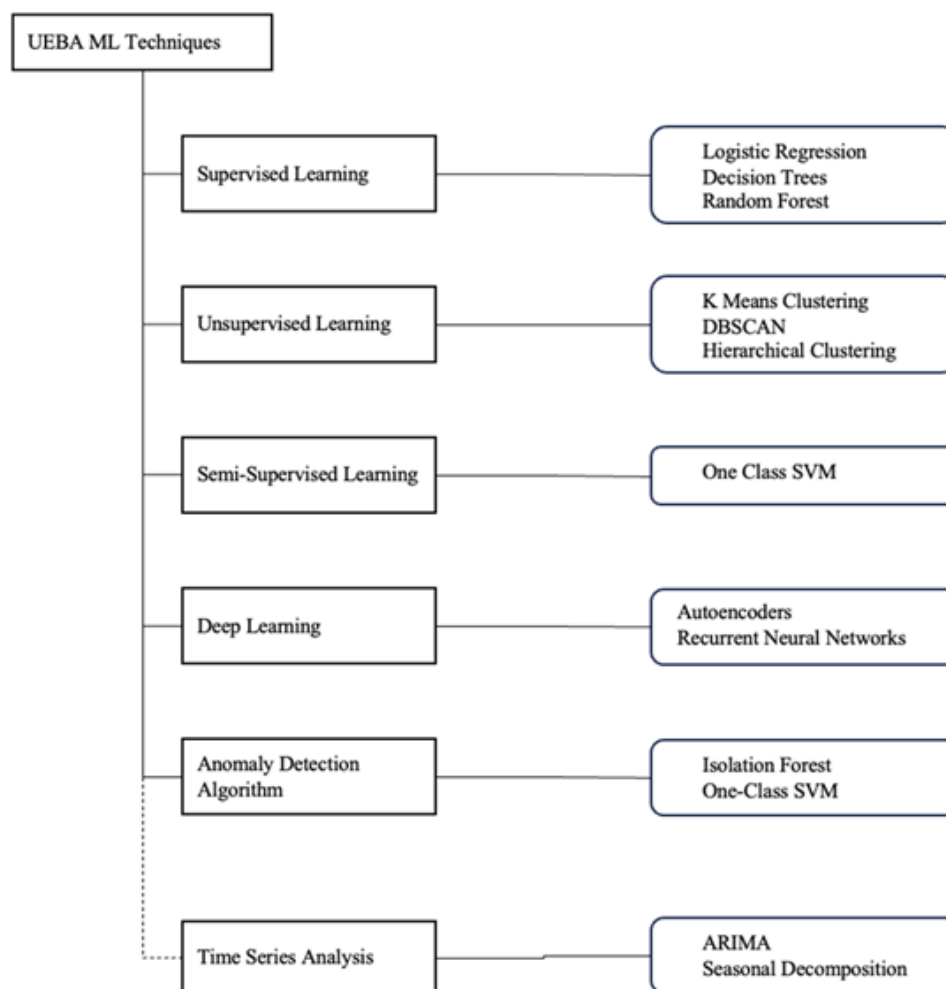 UEBA ML Techniques
Supervised Learning
Logistic Regression
Decision Trees
Random Forest
Unsupervised Learning
K Means Clustering
DBSCAN
Hierarchical Clustering
Semi-Supervised Learning
One Class SVM
Deep Learning
Autoencoders
Recurrent Neural Networks
Anomaly Detection
Algorithm
Isolation Forest
One-Class SVM
Time Series Analysis
ARIMA
Seasonal Decomposition